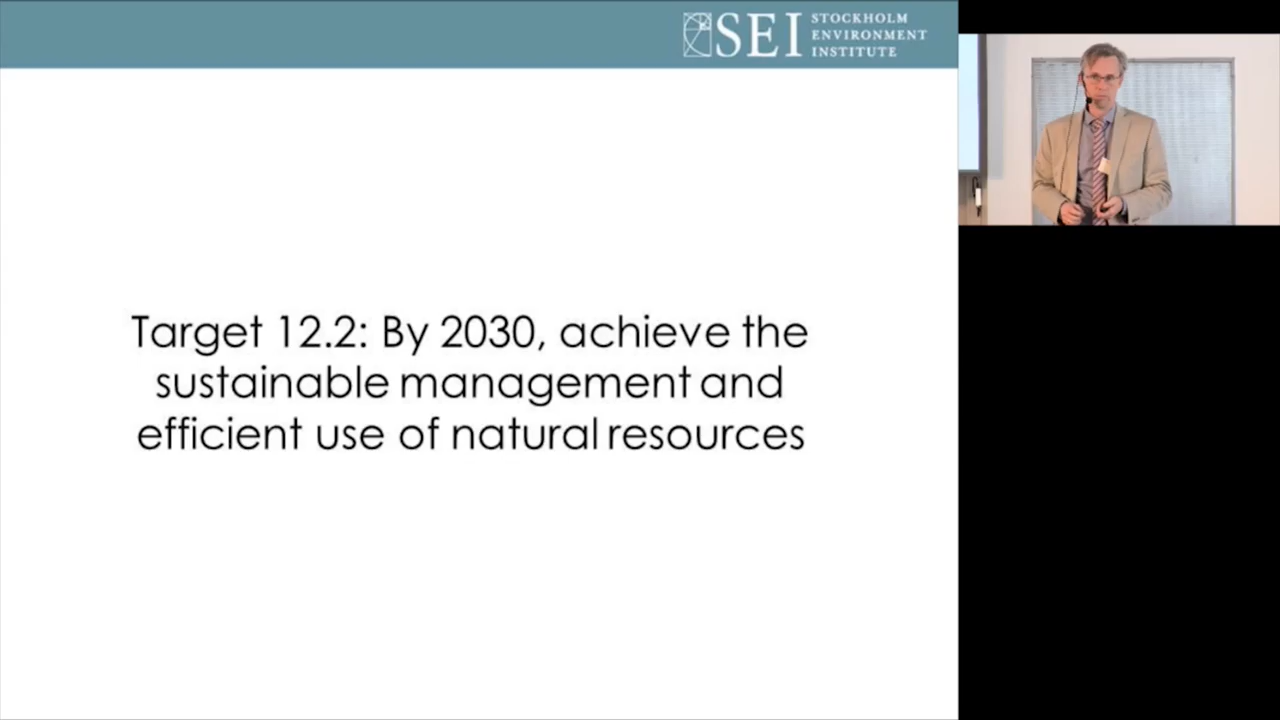 SEI
STOCKHOLM
ENVIRONMENT
INSTITUTE
Target 12.2: By 2030, achieve the
sustainable management and
efficient use of natural resources